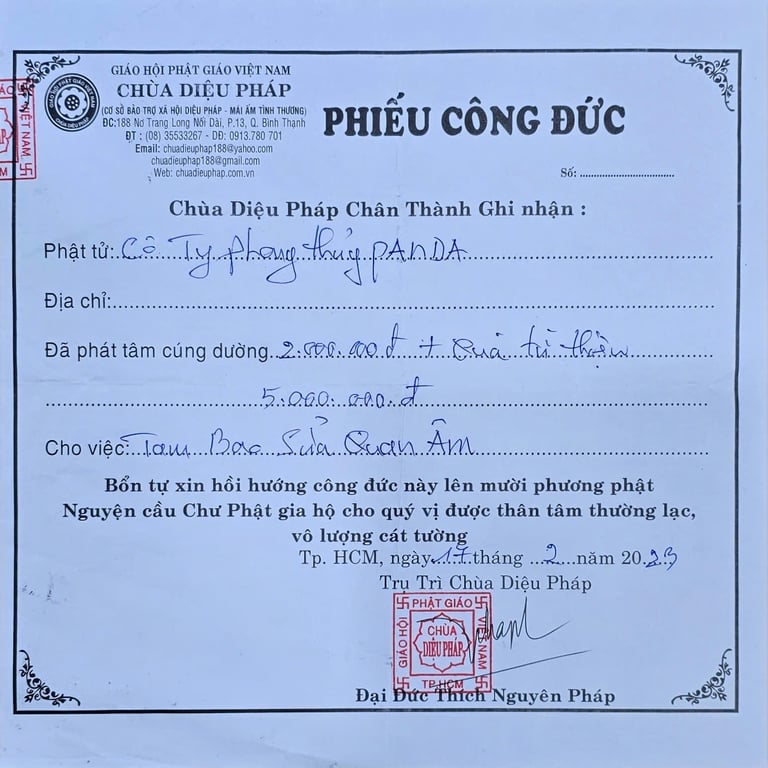 GIÁO HỘI PHẬT GIÁO VIỆT NAM
CHÙA DIỆU PHÁP
(CƠ SỞ BẢO TRỢ XÃ HỘI DIỆU PHÁP - MÁI ẤM TÌNH THƯƠNG)
ĐC:188 Nơ Trang Long Nối Dài, P.13, Q. Bình Thạnh
ĐT : (08) 35533267 - DĐ: 0913.780 701
Email: chuadieuphap188@yahoo.com
chuadieuphap188@gmail.com
Web: chuadieuphap.com.vn
PHIẾU CÔNG ĐỨC
Số:
Chùa Diệu Pháp Chân Thành Ghi nhận :
Phật tử: Cô Ty phong thủy PANDA
Địa chỉ:
Đã phát tâm cúng dường 2.000.000đ + Quà từ thiện
5.000.000.đ
Cho việc: Tam Bao Sửa Quan Âm
Bổn tự xin hồi hướng công đức này lên mười phương phật
Nguyện cầu Chư Phật gia hộ cho quý vị được thân tâm thường lạc,
vô lượng cát tường
Tp. HCM, ngày 17 tháng 2 năm 2023
Trụ Trì Chùa Diệu Pháp
PHẬT GIÁO
GIÁO HỘI
VIỆT NAM
CHÙA
DIỆU PHÁP
TP.HCM
Đại Đức Thích Nguyên Pháp